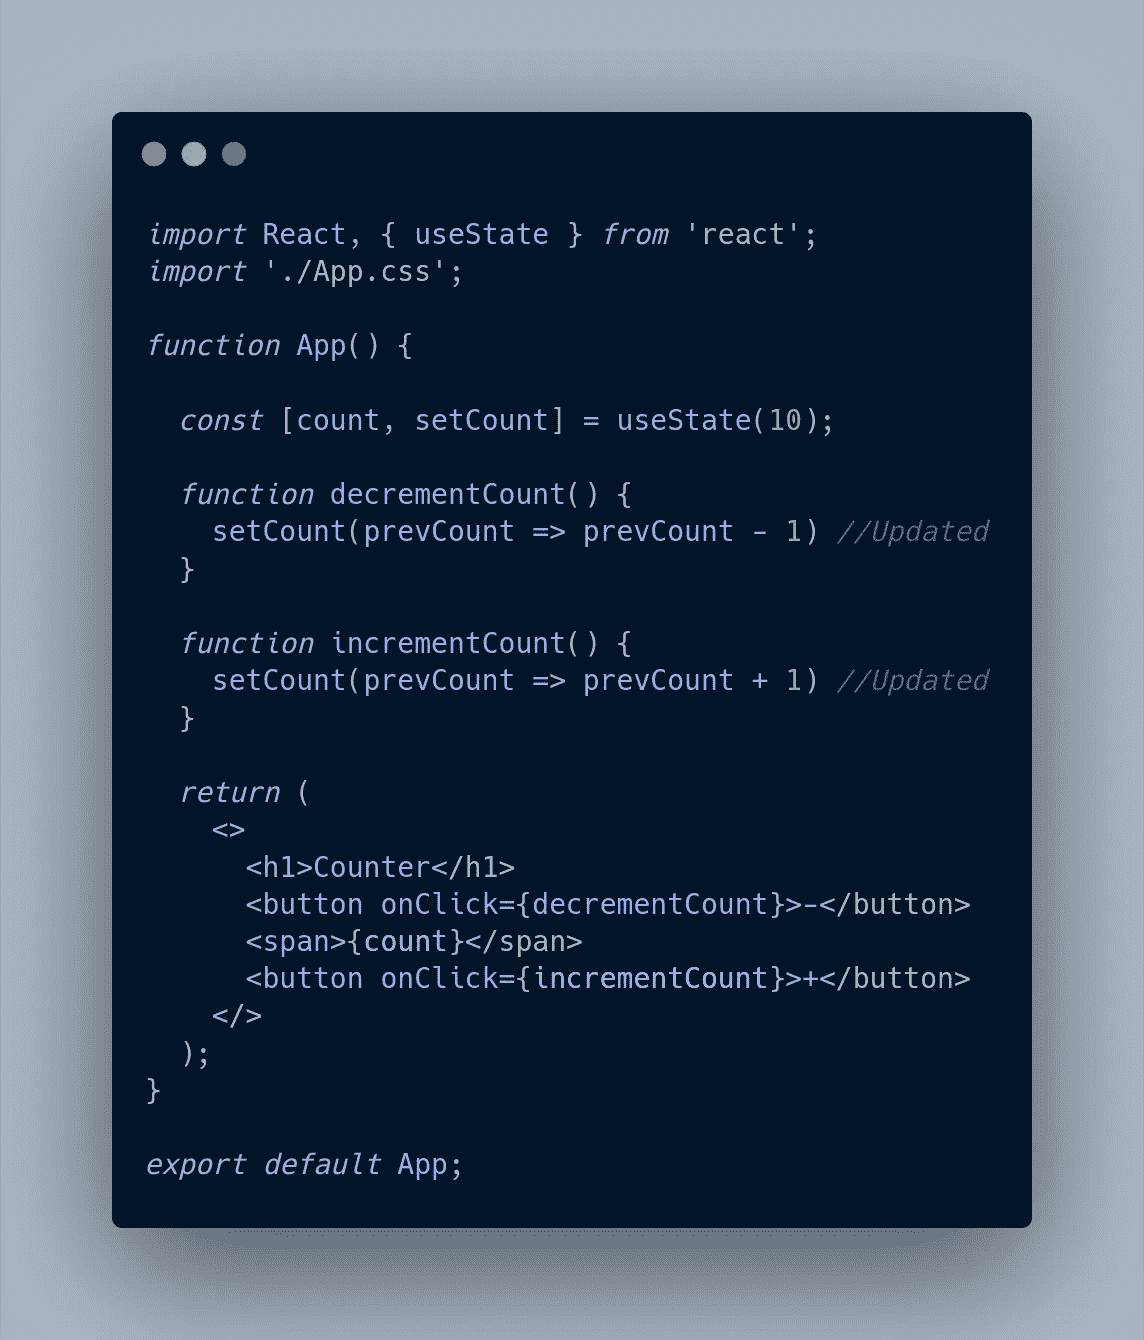 import React, { useState } from 'react';
import './App.css';

function App() {

  const [count, setCount] = useState(10);

  function decrementCount() {
    setCount(prevCount => prevCount - 1) //Updated
  }

  function incrementCount() {
    setCount(prevCount => prevCount + 1) //Updated
  }

  return (
    <>
      <h1>Counter</h1>
      <button onClick={decrementCount}>-</button>
      <span>{count}</span>
      <button onClick={incrementCount}>+</button>
    </>
  );
}

export default App;